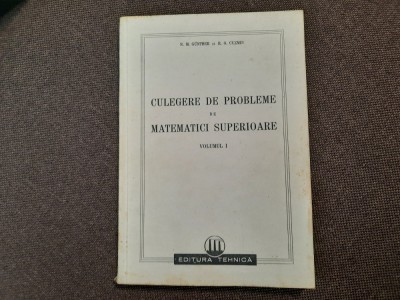 N. M. GÜNTHER și R. O. CUZMIN
CULEGERE DE PROBLEME
DE
MATEMATICI SUPERIOARE
VOLUMUL I
EDITURA TEHNICA